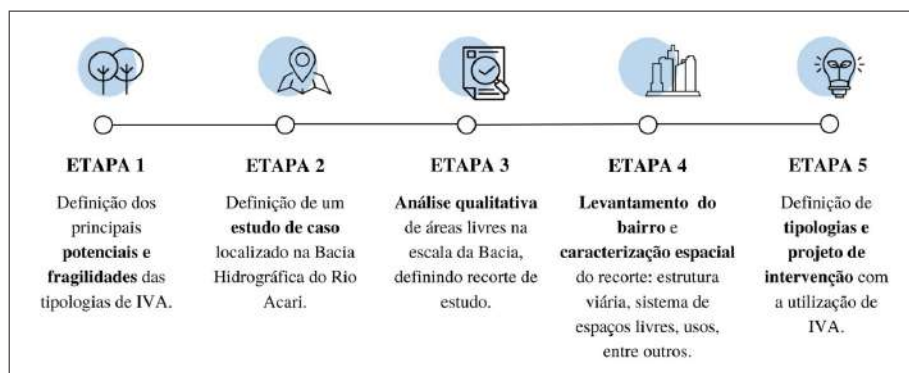 ETAPA 1
Definição dos
principais
potenciais e
fragilidades das
tipologias de IVA.
ETAPA 2
Definição de um
estudo de caso
localizado na Bacia
Hidrográfica do Rio
Acari.
ETAPA 3
Análise qualitativa
de áreas livres na
escala da Bacia,
definindo recorte de
estudo.
ETAPA 4
Levantamento do
bairro e
caracterização espacial
do recorte: estrutura
viária, sistema de
espaços livres, usos,
entre outros.
ETAPA 5
Definição de
tipologias e
projeto de
intervenção com
a utilização de
IVA.